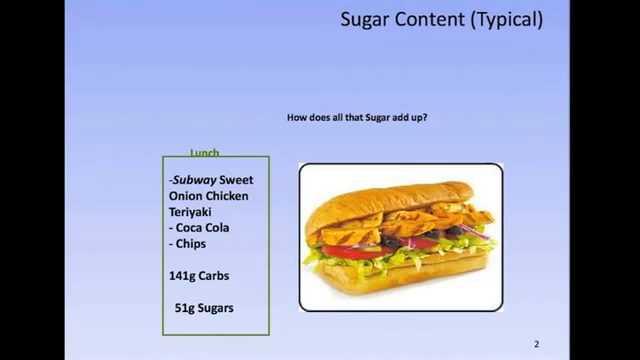 Sugar Content (Typical)
How does all that Sugar add up?
Lunch
-Subway Sweet
Onion Chicken
Teriyaki
- Coca Cola
- Chips
141g Carbs
51g Sugars
2